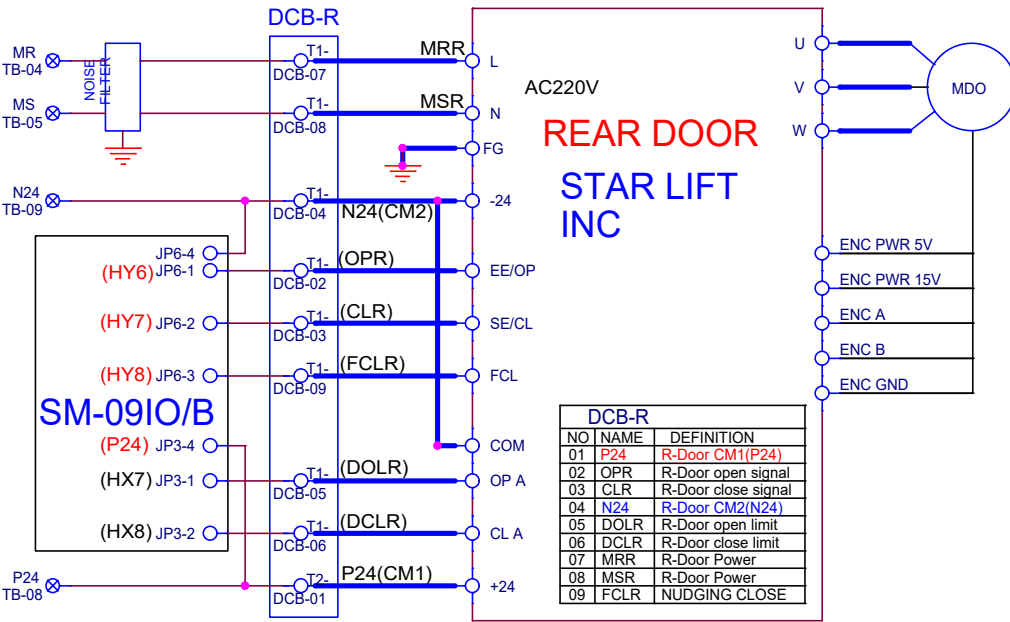 DCB-R
MR
TB-04
NOISE
FILTER
T1-
DCB-07
MRR
L
MS
TB-05
T1-
DCB-08
MSR
N
AC220V
FG
REAR DOOR
STAR LIFT
INC
U
V
W
MDO
N24
TB-09
T1-
DCB-04
N24(CM2)
-24
JP6-4
(HY6) JP6-1
T1-
DCB-02
(OPR)
EE/OP
(HY7) JP6-2
T1-
DCB-03
(CLR)
SE/CL
(HY8) JP6-3
T1-
DCB-09
(FCLR)
FCL
SM-09IO/B
(P24) JP3-4
COM
(HX7) JP3-1
T1-
DCB-05
(DOLR)
OP A
(HX8) JP3-2
T1-
DCB-06
(DCLR)
CL A
P24
TB-08
T2-
DCB-01
P24(CM1)
+24
ENC PWR 5V
ENC PWR 15V
ENC A
ENC B
ENC GND
DCB-R
NO NAME DEFINITION
01 P24 R-Door CM1(P24)
02 OPR R-Door open signal
03 CLR R-Door close signal
04 N24 R-Door CM2(N24)
05 DOLR R-Door open limit
06 DCLR R-Door close limit
07 MRR R-Door Power
08 MSR R-Door Power
09 FCLR NUDGING CLOSE